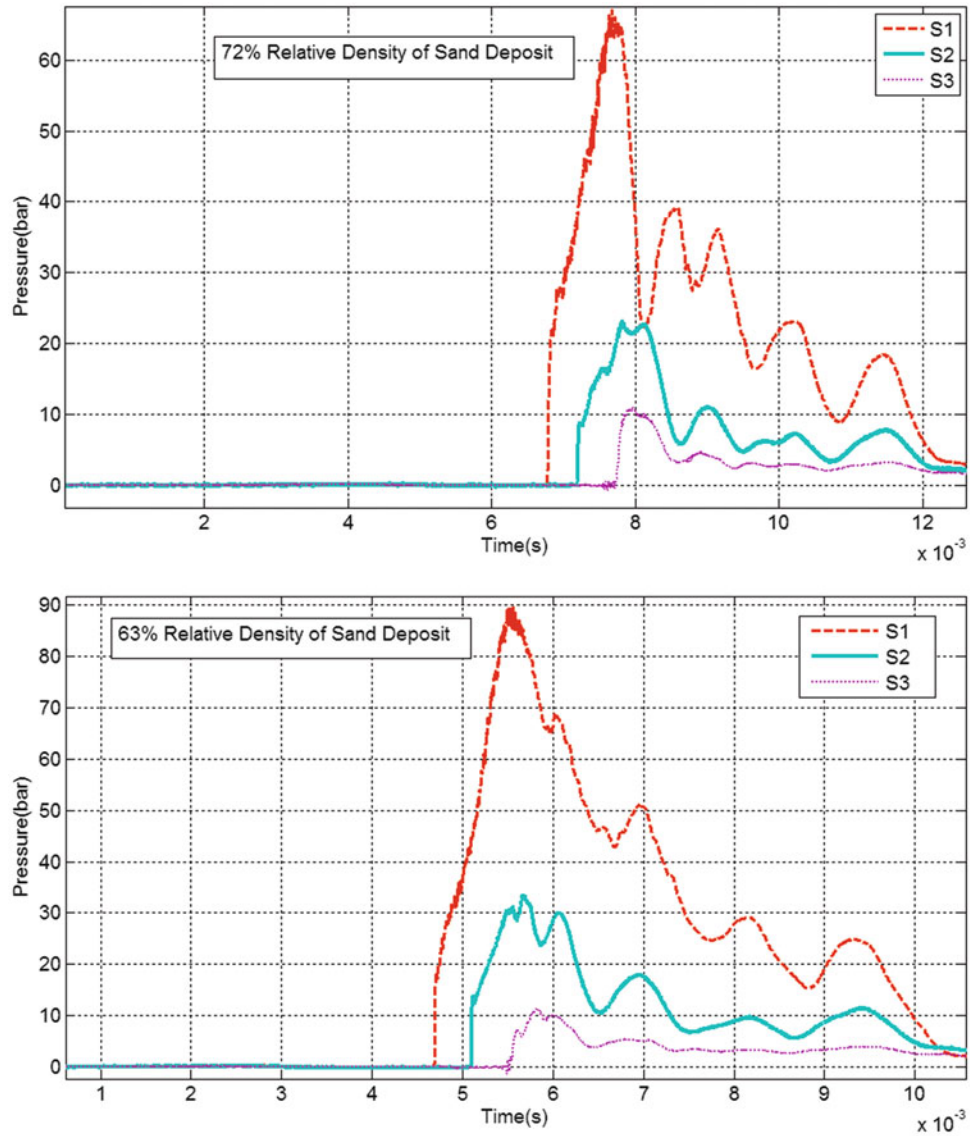 72% Relative Density of Sand Deposit
S1
S2
S3
Pressure(bar)
60
50
40
30
20
10
0
2 4 6 8 10 12
Time(s)
x 10⁻³
63% Relative Density of Sand Deposit
S1
S2
S3
Pressure(bar)
90
80
70
60
50
40
30
20
10
0
1 2 3 4 5 6 7 8 9 10
Time(s)
x 10⁻³